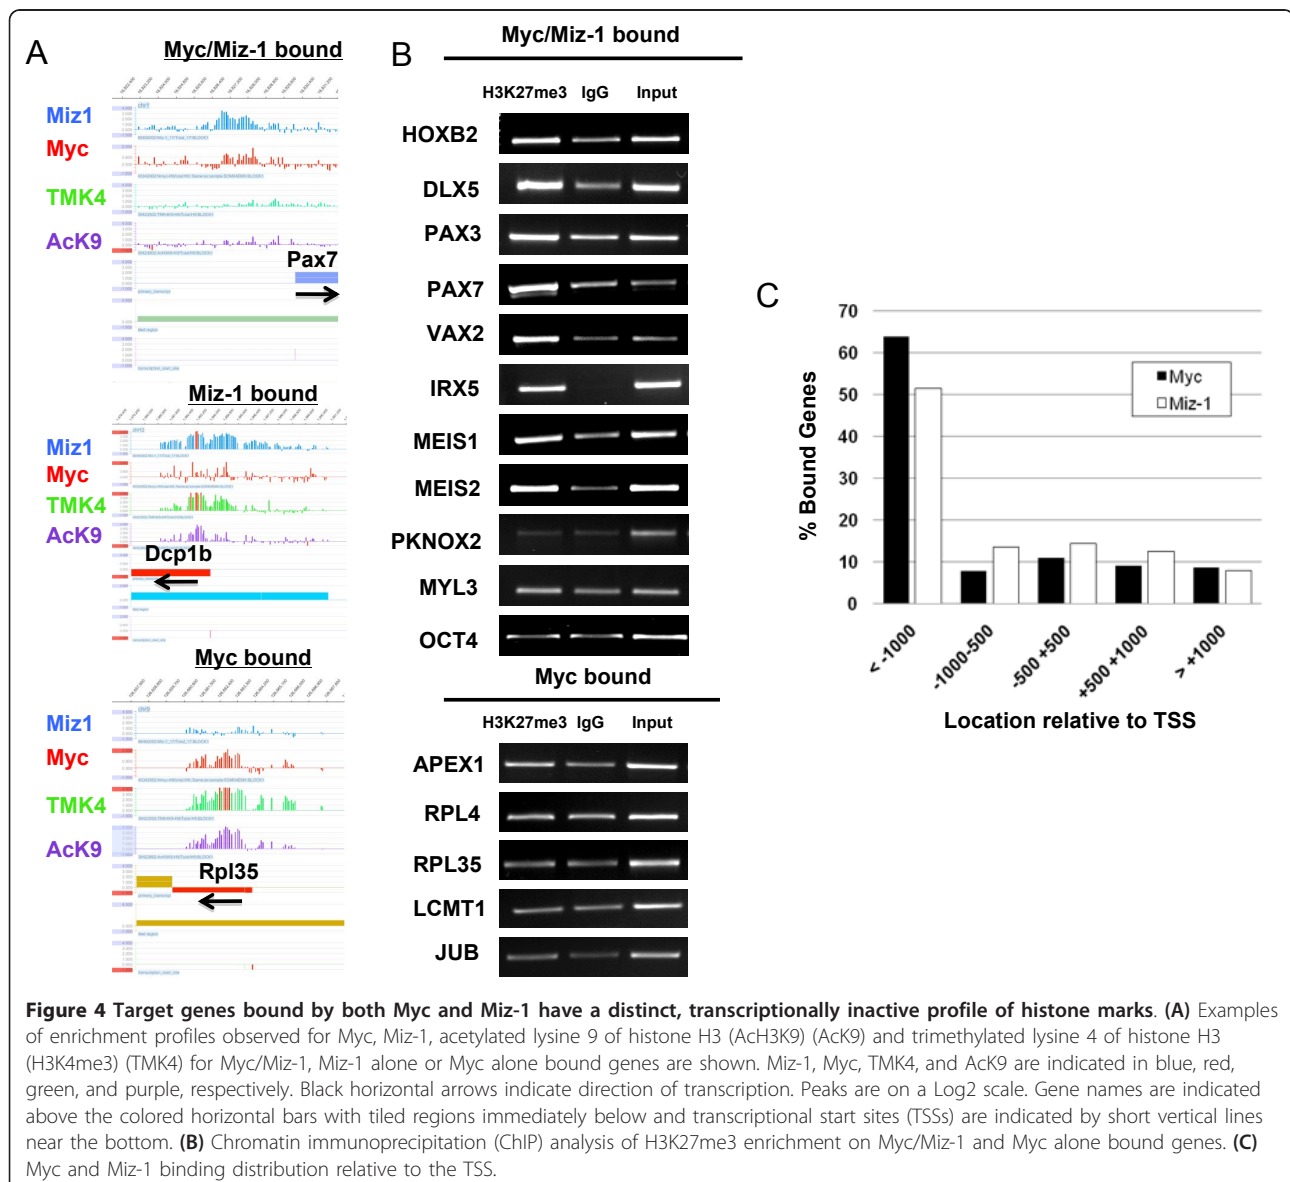 A
Myc/Miz-1 bound
Miz1
Myc
TMK4
AcK9
chr1
Pax7
Miz-1 bound
Miz1
Myc
TMK4
AcK9
Dcp1b
Myc bound
Miz1
Myc
TMK4
AcK9
Rpl35
B
Myc/Miz-1 bound
H3K27me3 IgG Input
HOXB2
DLX5
PAX3
PAX7
VAX2
IRX5
MEIS1
MEIS2
PKNOX2
MYL3
OCT4
Myc bound
H3K27me3 IgG Input
APEX1
RPL4
RPL35
LCMT1
JUB
C
% Bound Genes
70
60
50
40
30
20
10
0
Myc
Miz-1
< -1000
-1000-500
-500 +500
+500 +1000
> +1000
Location relative to TSS
Figure 4 Target genes bound by both Myc and Miz-1 have a distinct, transcriptionally inactive profile of histone marks. (A) Examples
of enrichment profiles observed for Myc, Miz-1, acetylated lysine 9 of histone H3 (AcH3K9) (AcK9) and trimethylated lysine 4 of histone H3
(H3K4me3) (TMK4) for Myc/Miz-1, Miz-1 alone or Myc alone bound genes are shown. Miz-1, Myc, TMK4, and AcK9 are indicated in blue, red,
green, and purple, respectively. Black horizontal arrows indicate direction of transcription. Peaks are on a Log2 scale. Gene names are indicated
above the colored horizontal bars with tiled regions immediately below and transcriptional start sites (TSSs) are indicated by short vertical lines
near the bottom. (B) Chromatin immunoprecipitation (ChIP) analysis of H3K27me3 enrichment on Myc/Miz-1 and Myc alone bound genes. (C)
Myc and Miz-1 binding distribution relative to the TSS.